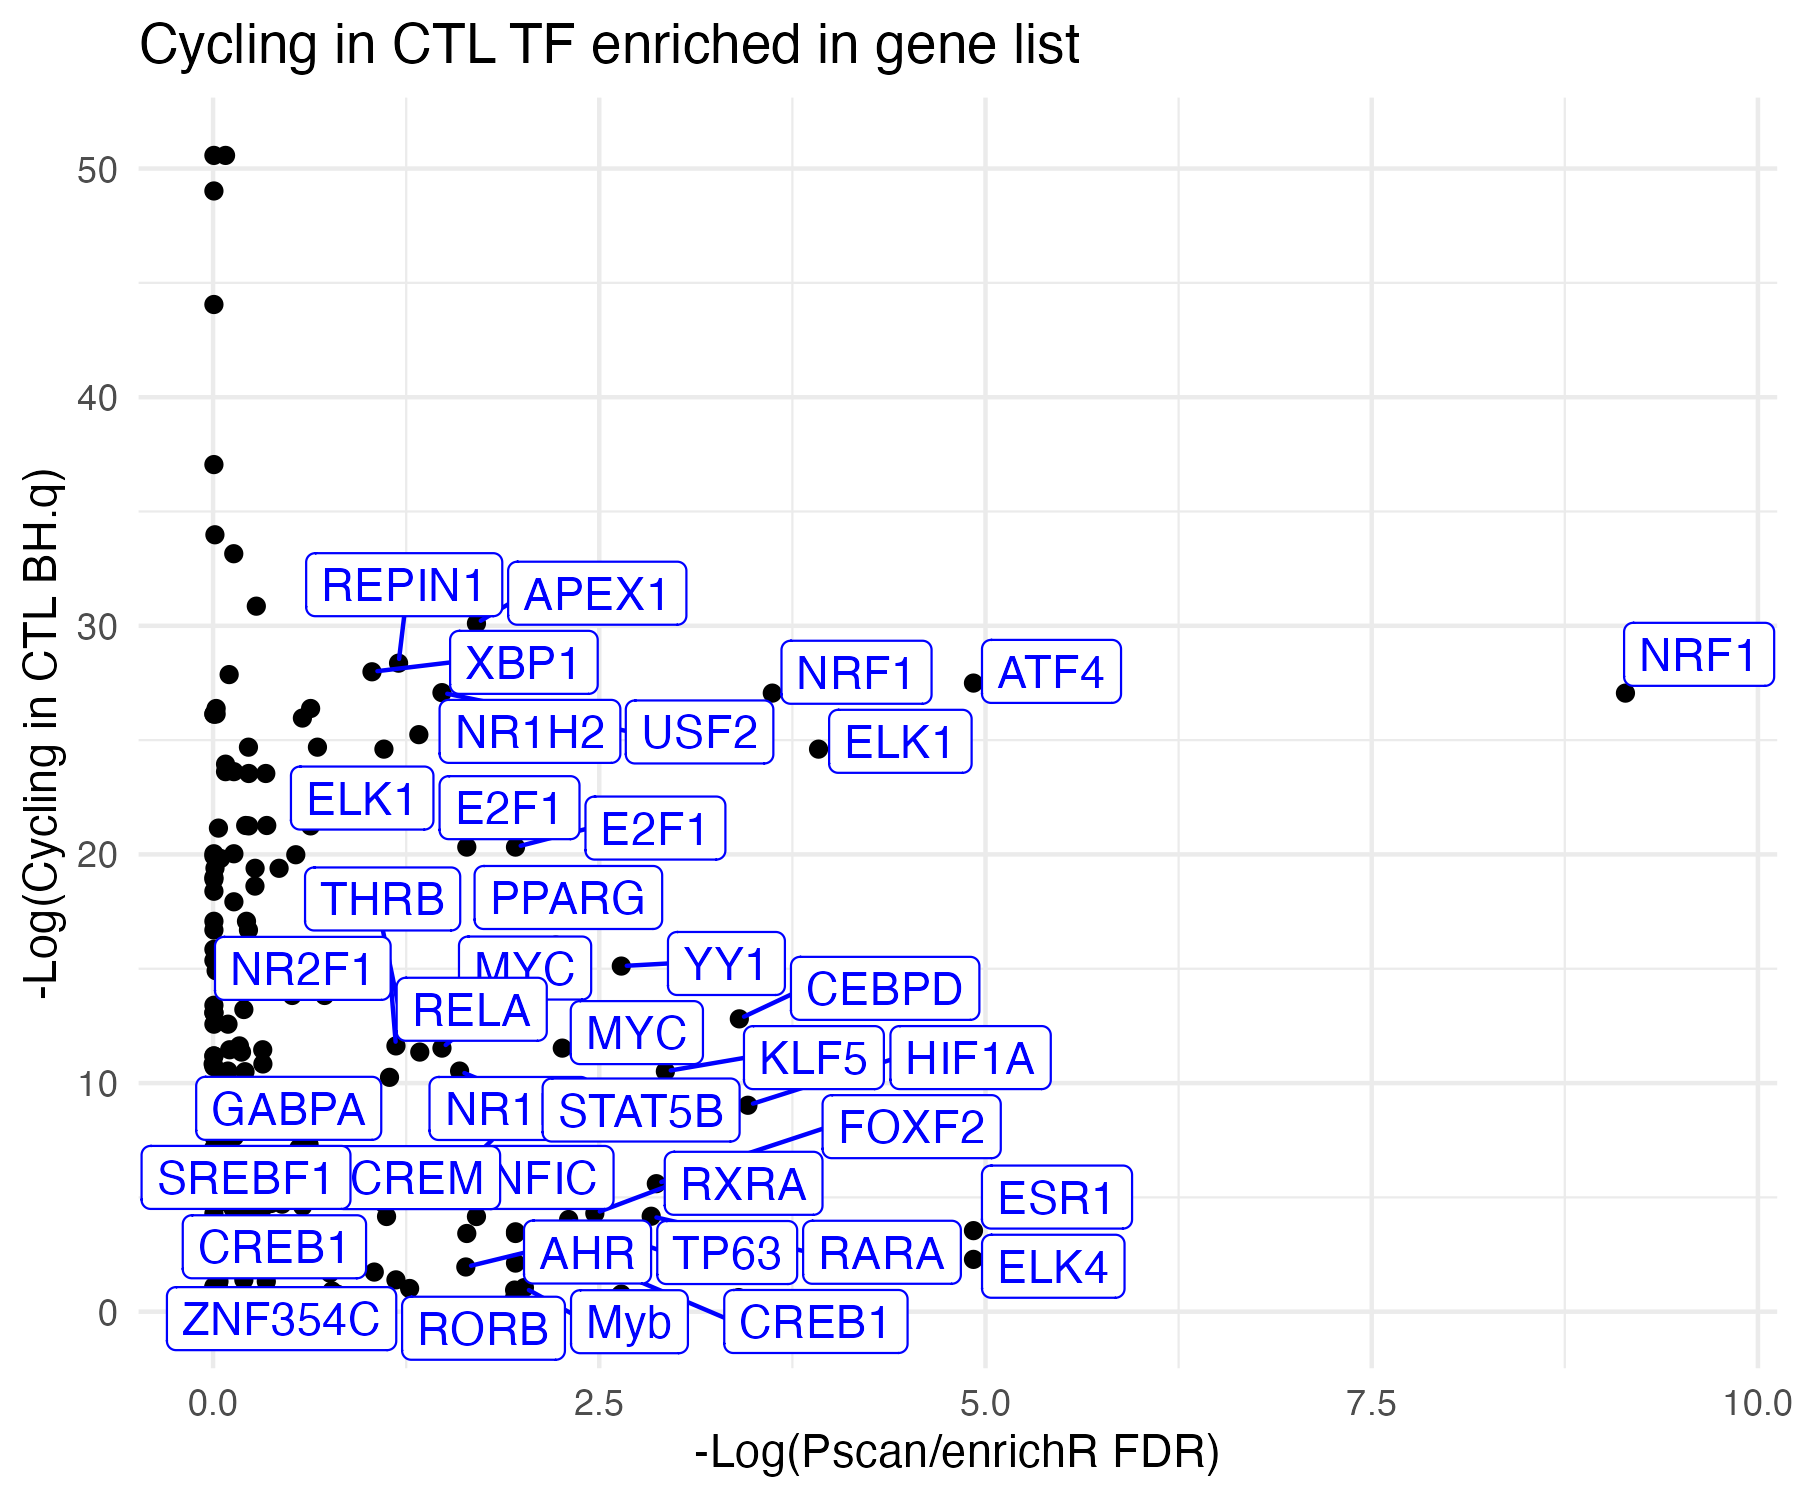 Cycling in CTL TF enriched in gene list
-Log(Cycling in CTL BH.q)
50
40
30
20
10
0
REPIN1
APEX1
XBP1
NRF1
ATF4
NRF1
NR1H2
USF2
ELK1
ELK1
E2F1
E2F1
THRB
PPARG
NR2F1
MYC
YY1
RELA
CEBPD
MYC
KLF5
HIF1A
GABPA
NR1
STAT5B
FOXF2
SREBF1
CREM
NFIC
RXRA
ESR1
CREB1
AHR
TP63
RARA
ELK4
ZNF354C
RORB
Myb
CREB1
0.0
2.5
5.0
7.5
10.0
-Log(Pscan/enrichR FDR)